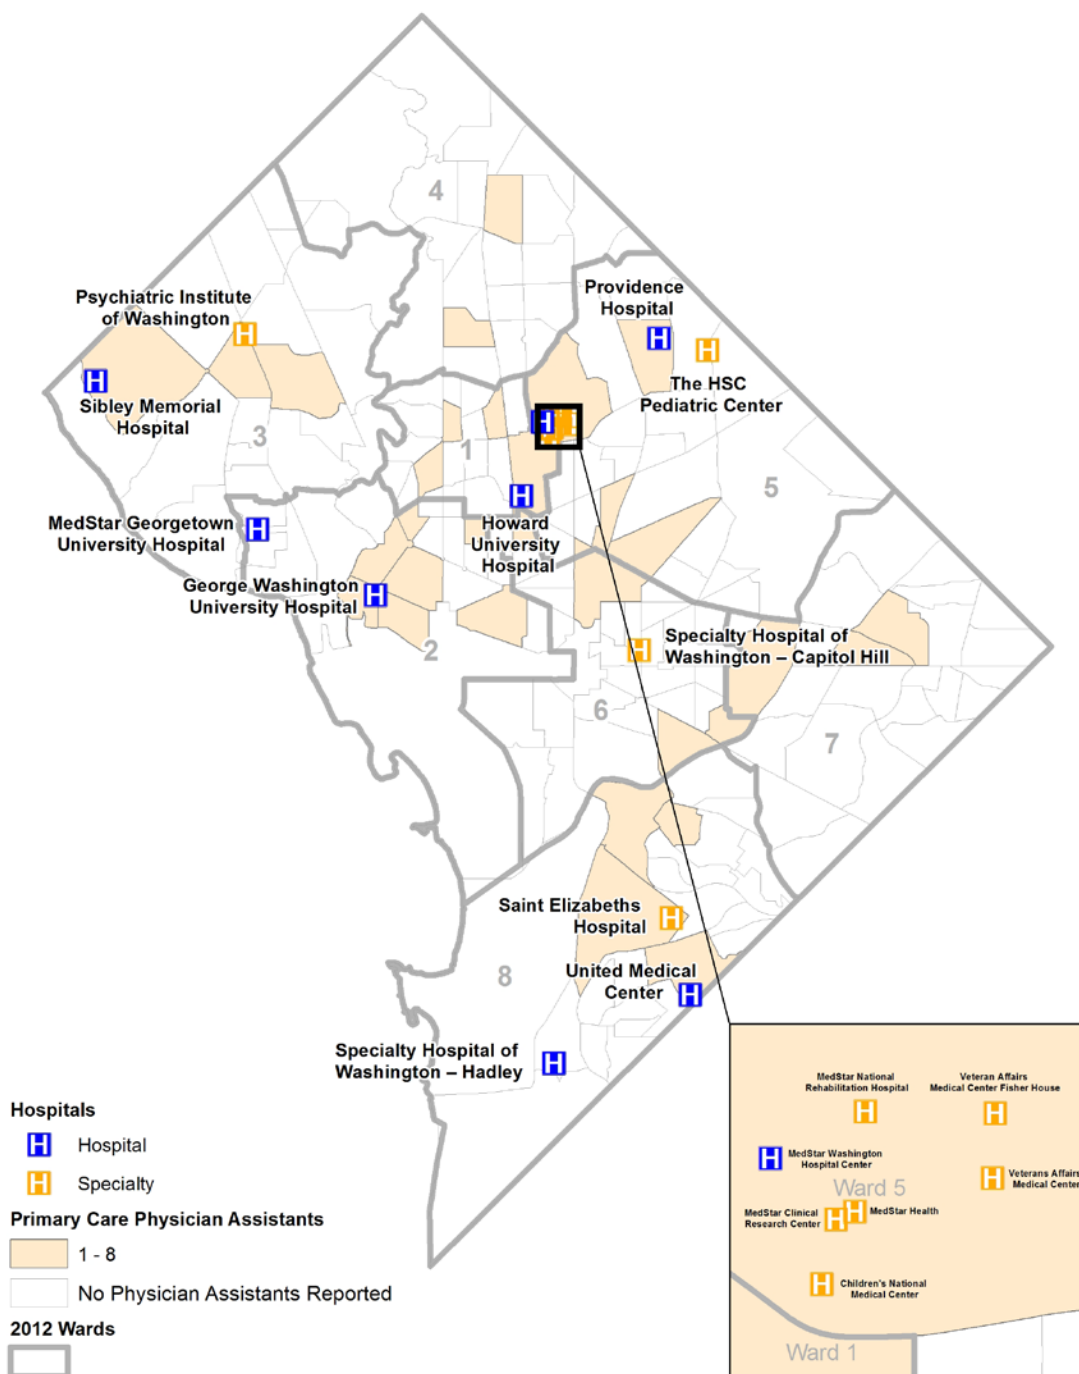 4
Psychiatric Institute
of Washington
H
Providence
Hospital
H
H
The HSC
Pediatric Center
H
Sibley Memorial
Hospital
3
1
H
5
MedStar Georgetown
University Hospital
H
H
Howard
University
Hospital
George Washington
University Hospital
H
2
Specialty Hospital of
Washington – Capitol Hill
H
6
7
Saint Elizabeths
Hospital
H
8
United Medical
Center
H
Specialty Hospital of
Washington – Hadley
H
Hospitals
H Hospital
H Specialty
Primary Care Physician Assistants
1 - 8
No Physician Assistants Reported
2012 Wards
MedStar National
Rehabilitation Hospital
H
Veteran Affairs
Medical Center Fisher House
H
H
MedStar Washington
Hospital Center
Ward 5
H
Veterans Affairs
Medical Center
MedStar Clinical
Research Center
H
H
MedStar Health
H
Children's National
Medical Center
Ward 1